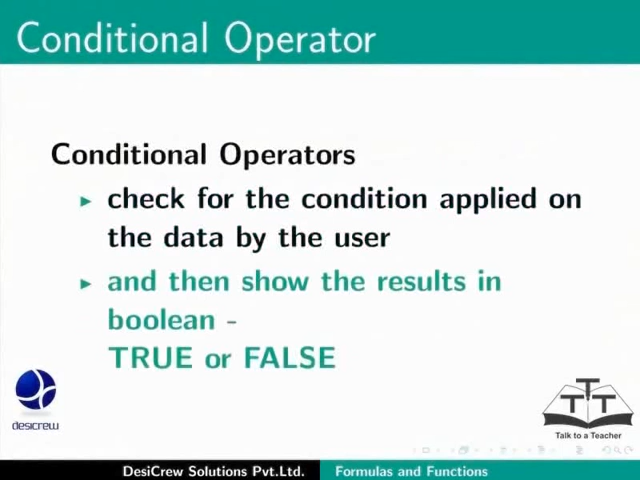 Conditional Operator
Conditional Operators
check for the condition applied on
the data by the user
and then show the results in
boolean -
TRUE or FALSE
desicrew
TTT
Talk to a Teacher
DesiCrew Solutions Pvt.Ltd.
Formulas and Functions